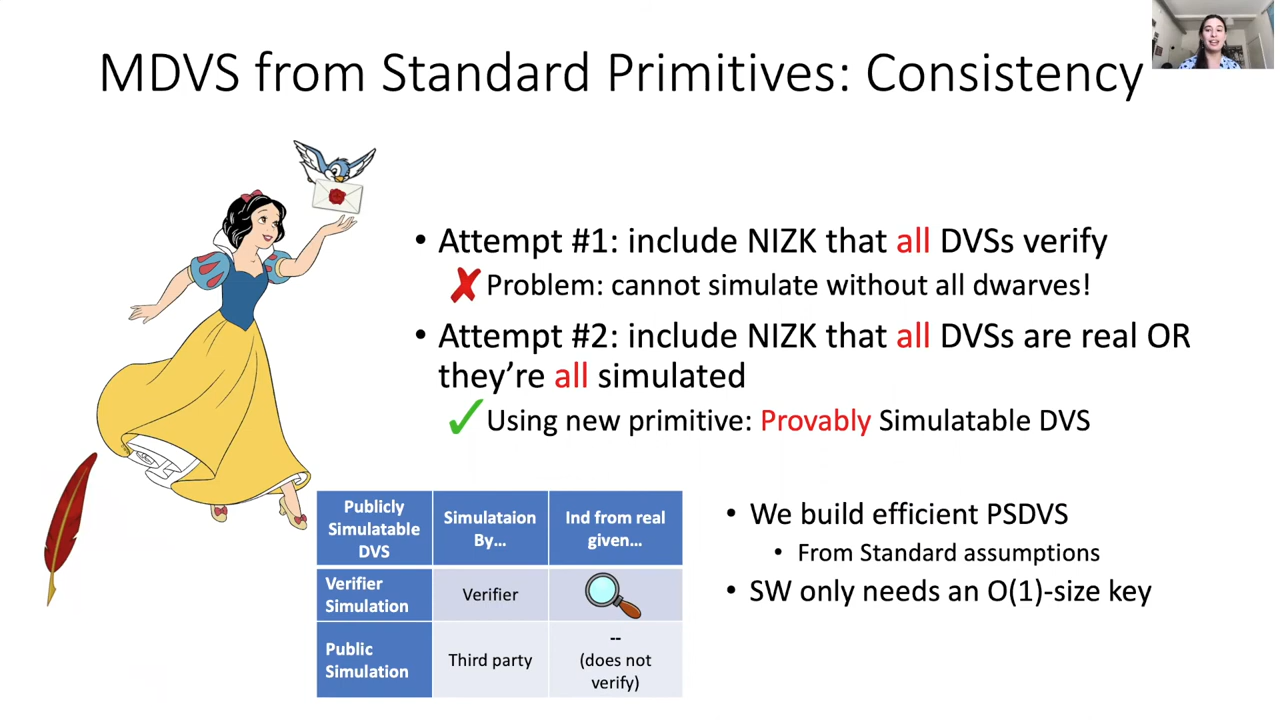 MDVS from Standard Primitives: Consistency
• Attempt #1: include NIZK that all DVSs verify
✗ Problem: cannot simulate without all dwarves!
• Attempt #2: include NIZK that all DVSs are real OR
they’re all simulated
✓ Using new primitive: Provably Simulatable DVS
Publicly
Simulatable
DVS
Simulataion
By…
Ind from real
given…
Verifier
Simulation
Verifier
Public
Simulation
Third party
--
(does not
verify)
• We build efficient PSDVS
• From Standard assumptions
• SW only needs an O(1)-size key